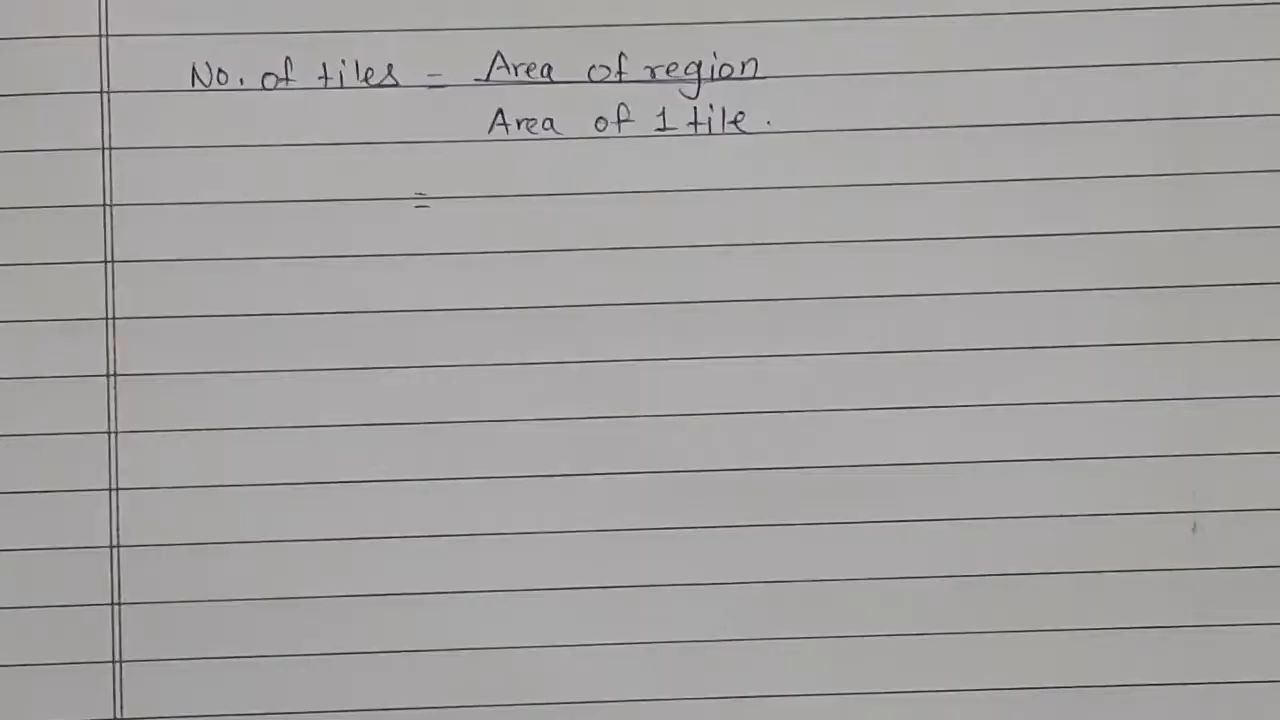 No. of tiles = Area of region
Area of 1 tile.
=